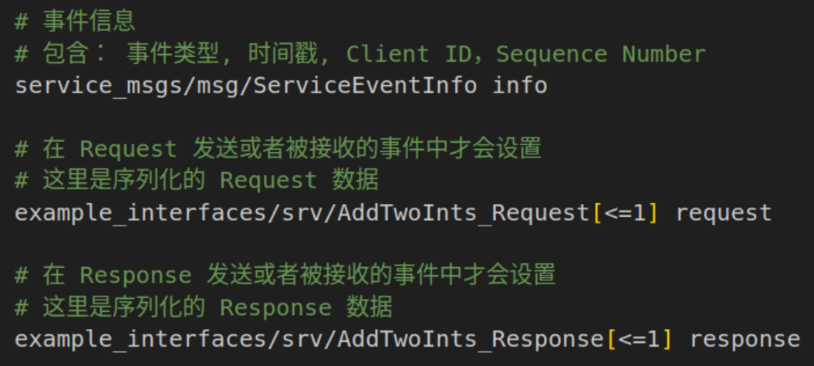 # 事件信息
# 包含： 事件类型, 时间戳, Client ID，Sequence Number
service_msgs/msg/ServiceEventInfo info
# 在 Request 发送或者被接收的事件中才会设置
# 这里是序列化的 Request 数据
example_interfaces/srv/AddTwoInts_Request[<=1] request
# 在 Response 发送或者被接收的事件中才会设置
# 这里是序列化的 Response 数据
example_interfaces/srv/AddTwoInts_Response[<=1] response